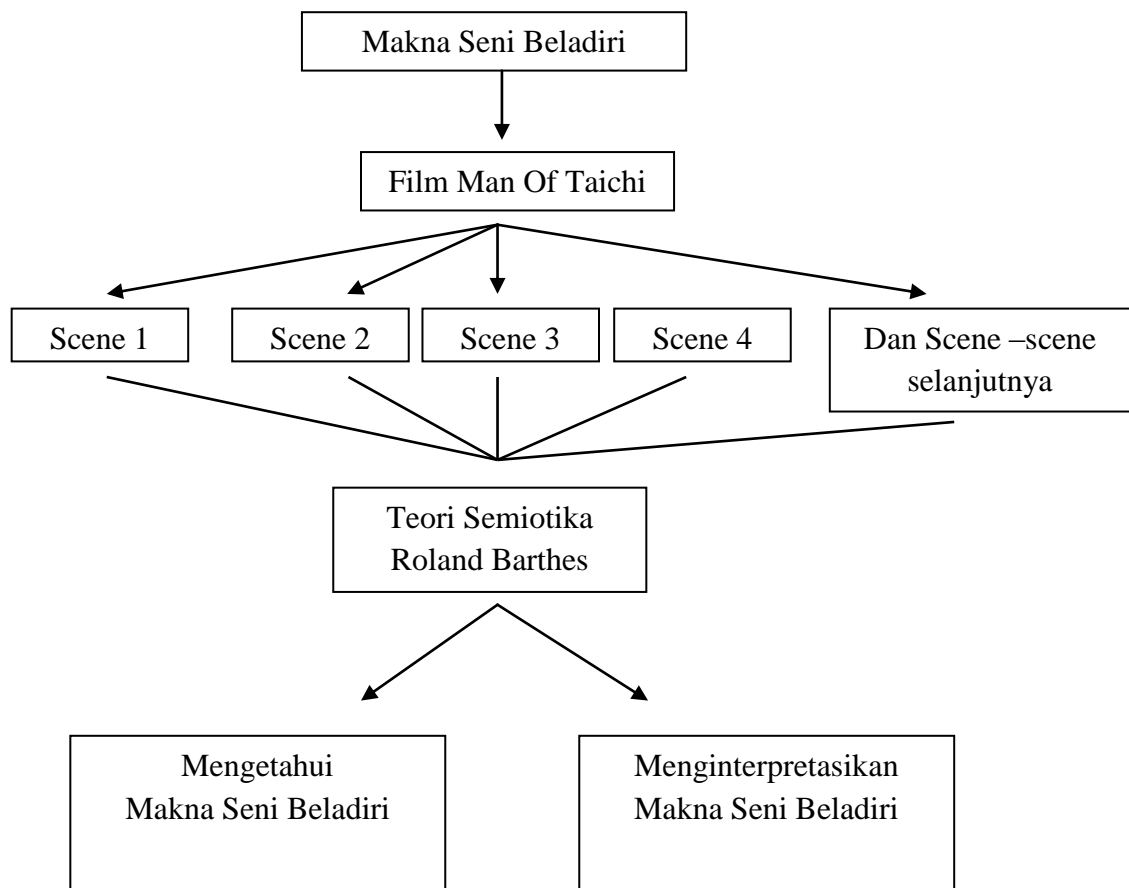 Makna Seni Beladiri
Film Man Of Taichi
Scene 1
Scene 2
Scene 3
Scene 4
Dan Scene –scene
selanjutnya
Teori Semiotika
Roland Barthes
Mengetahui
Makna Seni Beladiri
Menginterpretasikan
Makna Seni Beladiri